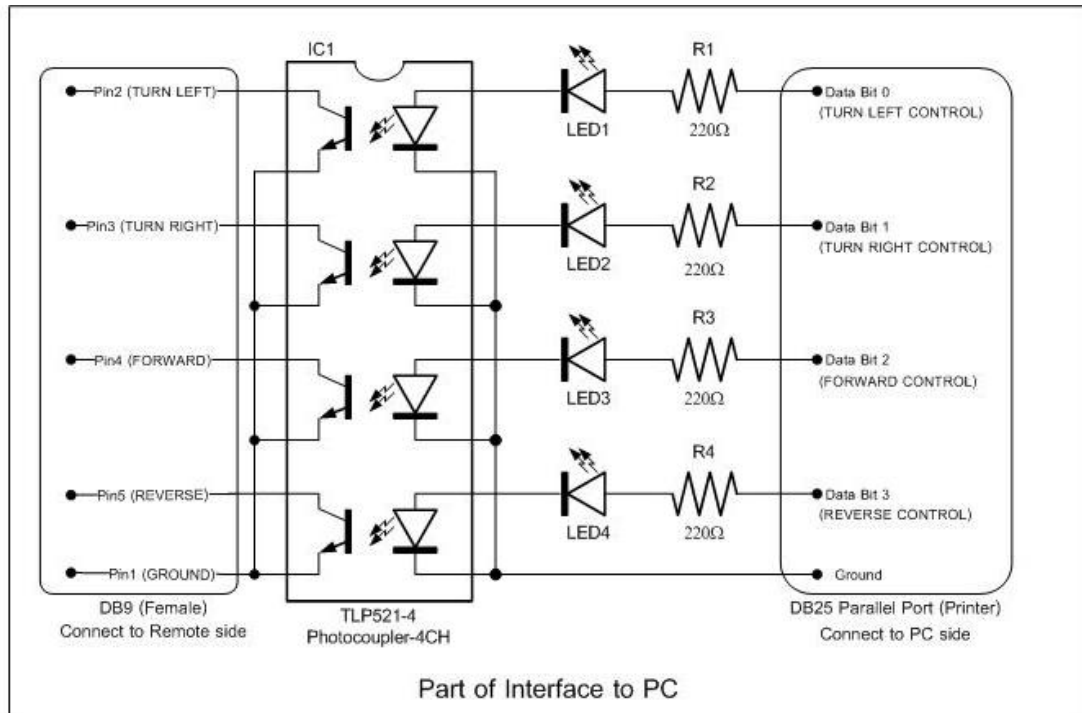 IC1
R1
Pin2 (TURN LEFT)
Data Bit 0
(TURN LEFT CONTROL)
LED1
220Ω
R2
Pin3 (TURN RIGHT)
Data Bit 1
(TURN RIGHT CONTROL)
LED2
220Ω
R3
Pin4 (FORWARD)
Data Bit 2
(FORWARD CONTROL)
LED3
220Ω
R4
Pin5 (REVERSE)
Data Bit 3
(REVERSE CONTROL)
LED4
220Ω
Pin1 (GROUND)
Ground
DB9 (Female)
Connect to Remote side
TLP521-4
Photocoupler-4CH
DB25 Parallel Port (Printer)
Connect to PC side
Part of Interface to PC